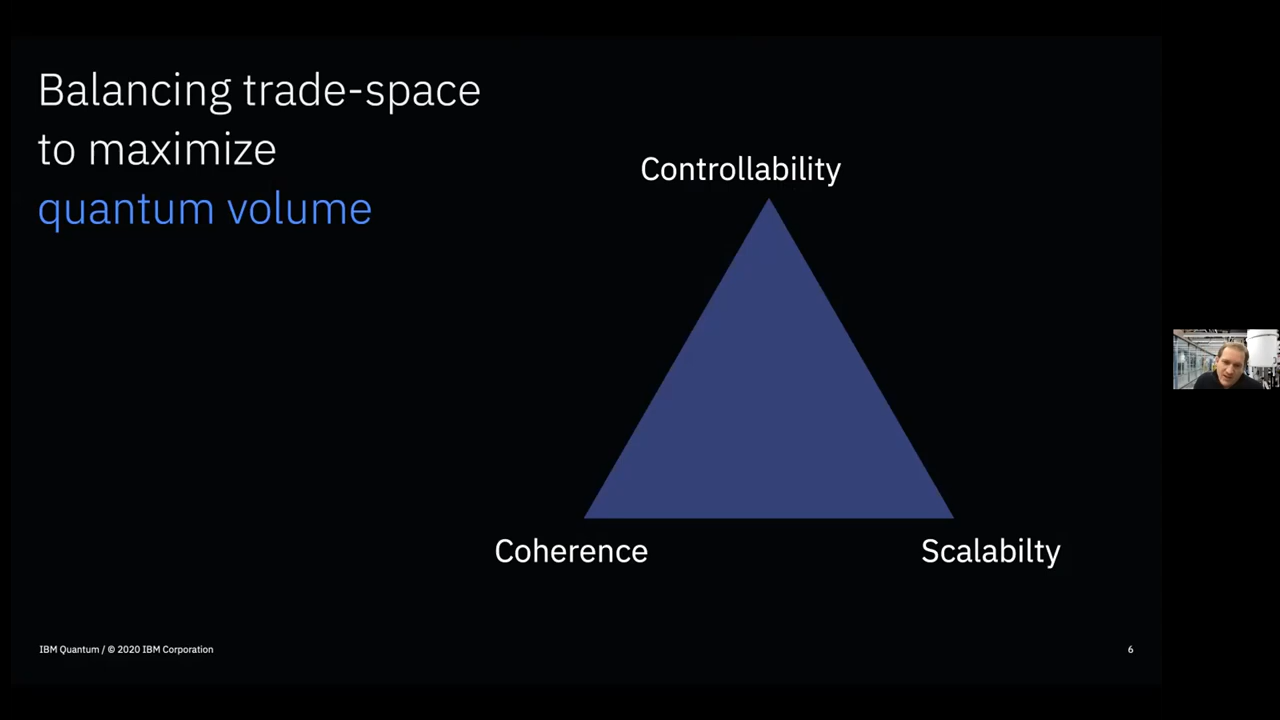 Balancing trade-space
to maximize
quantum volume
Controllability
Coherence
Scalabilty
IBM Quantum / © 2020 IBM Corporation
6